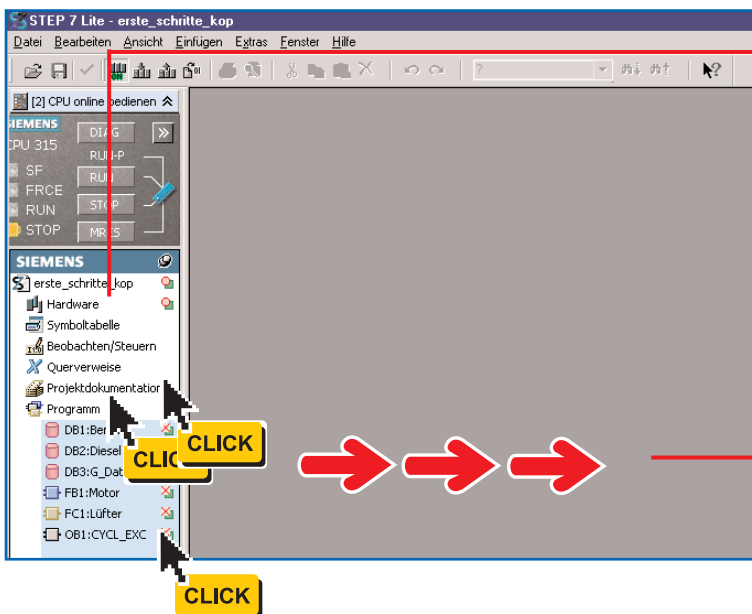 STEP 7 Lite - erste_schritte_kop
Datei Bearbeiten Ansicht Einfügen Extras Fenster Hilfe
ON ? ?
[2] CPU online bedienen
SIEMENS
CPU 315
DIAG
RUN-P
SF
RUN
FRCE
RUN
STOP
STOP
MRES
SIEMENS
erste_schritte_kop
Hardware
Symboltabelle
Beobachten/Steuern
Querverweise
Projektdokumentation
Programm
DB1:Ber
CLICK
DB2:Diesel
CLICK
DB3:G_Dat
FB1:Motor
FC1:Lüfter
OB1:CYCL_EXC
CLICK